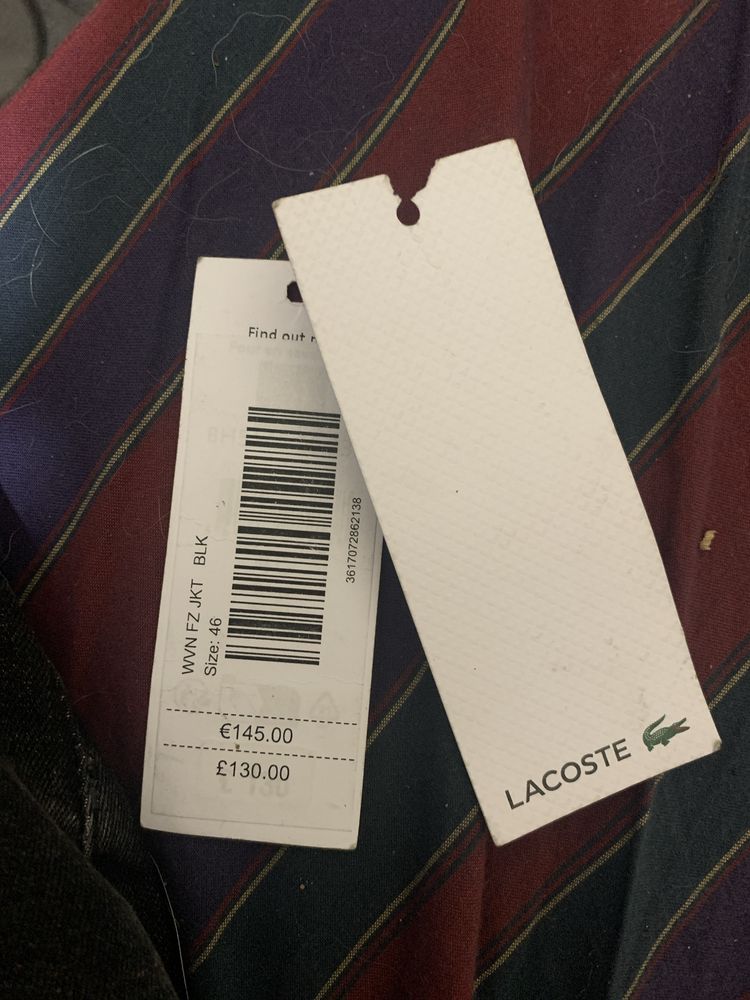 Find out
WVN FZ JKT BLK
Size: 46
3617072862138
€145.00
£130.00
LACOSTE